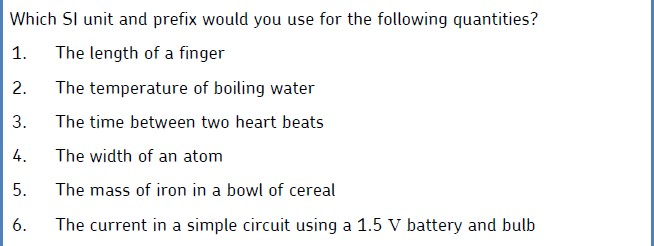 Which SI unit and prefix would you use for the following quantities?
1. The length of a finger
2. The temperature of boiling water
3. The time between two heart beats
4. The width of an atom
5. The mass of iron in a bowl of cereal
6. The current in a simple circuit using a 1.5 V battery and bulb